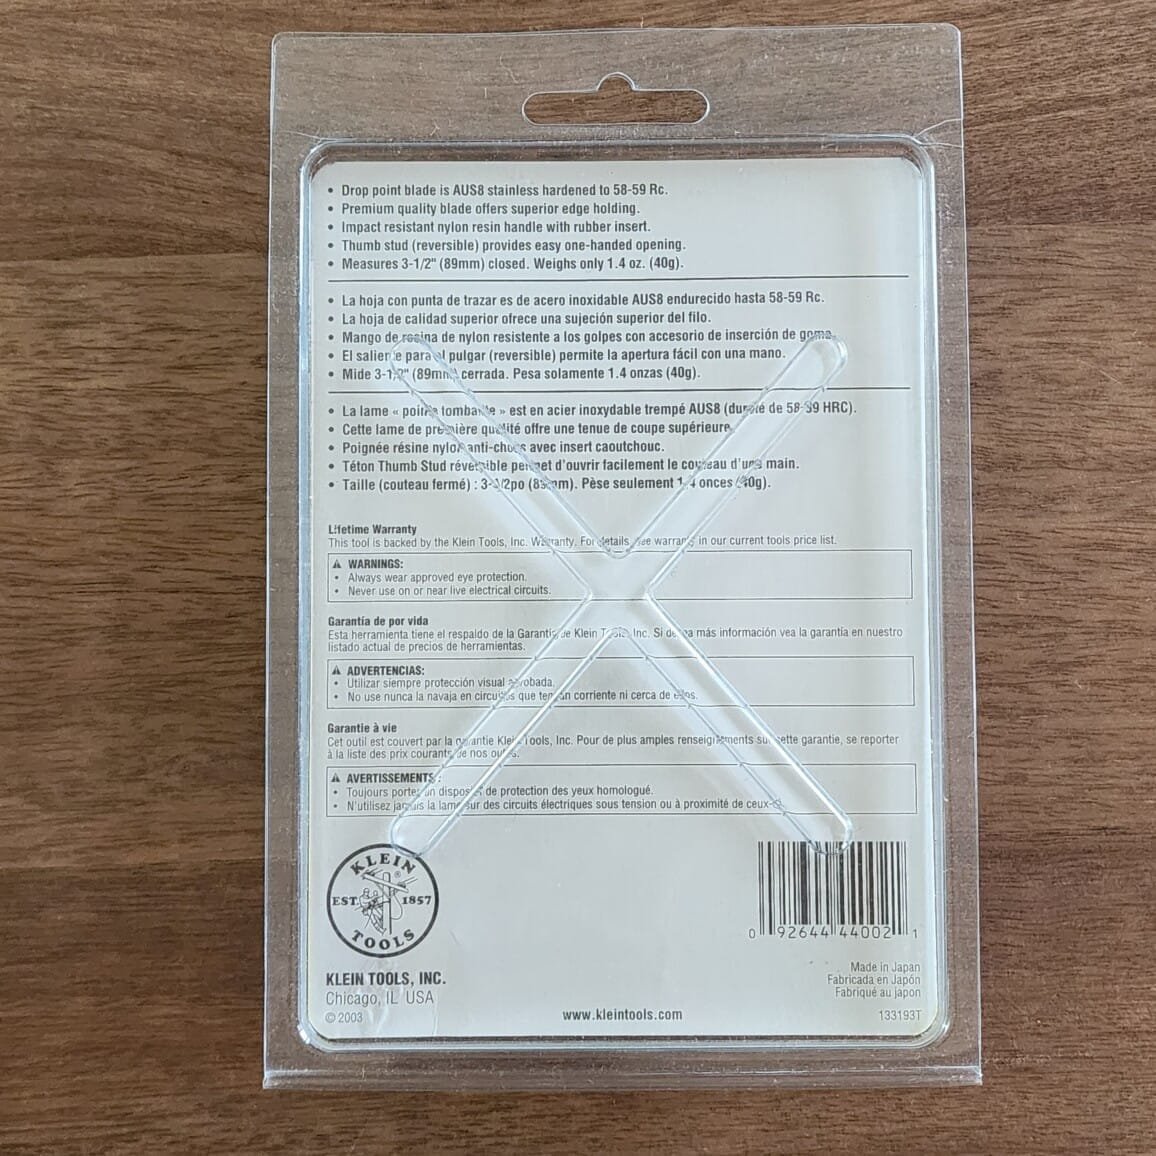 • Drop point blade is AUS8 stainless hardened to 58-59 Rc.
• Premium quality blade offers superior edge holding.
• Impact resistant nylon resin handle with rubber insert.
• Thumb stud (reversible) provides easy one-handed opening.
• Measures 3-1/2" (89mm) closed. Weighs only 1.4 oz. (40g).
• La hoja con punta de trazar es de acero inoxidable AUS8 endurecido hasta 58-59 Rc.
• La hoja de calidad superior ofrece una sujeción superior del filo.
• Mango de resina de nylon resistente a los golpes con accesorio de inserción de goma.
• El saliente para el pulgar (reversible) permite la apertura fácil con una mano.
• Mide 3-1/2" (89mm) cerrada. Pesa solamente 1.4 onzas (40g).
• La lame « pointe tombante » est en acier inoxydable trempé AUS8 (dureté de 58-59 HRC).
• Cette lame de première qualité offre une tenue de coupe supérieure.
• Poignée résine nylon anti-chocs avec insert caoutchouc.
• Téton Thumb Stud réversible permet d'ouvrir facilement le couteau d'une main.
• Taille (couteau fermé) : 3-1/2po (89mm). Pèse seulement 1.4 onces (40g).
Lifetime Warranty
This tool is backed by the Klein Tools, Inc. Warranty. For details, see warranty in our current tools price list.
⚠ WARNINGS:
• Always wear approved eye protection.
• Never use on or near live electrical circuits.
Garantía de por vida
Esta herramienta tiene el respaldo de la Garantía de Klein Tools, Inc. Si desea más información vea la garantía en nuestro
listado actual de precios de herramientas.
⚠ ADVERTENCIAS:
• Utilizar siempre protección visual aprobada.
• No use nunca la navaja en circuitos que tengan corriente ni cerca de ellos.
Garantie à vie
Cet outil est couvert par la garantie Klein Tools, Inc. Pour de plus amples renseignements sur cette garantie, se reporter
à la liste des prix courants de nos outils.
⚠ AVERTISSEMENTS :
• Toujours porter un dispositif de protection des yeux homologué.
• N'utilisez jamais la lame sur des circuits électriques sous tension ou à proximité de ceux-ci.
KLEIN
®
EST. 1857
TOOLS
0 92644 44002 1
KLEIN TOOLS, INC.
Chicago, IL USA
© 2003
www.kleintools.com
Made in Japan
Fabricada en Japón
Fabriqué au japon
133193T